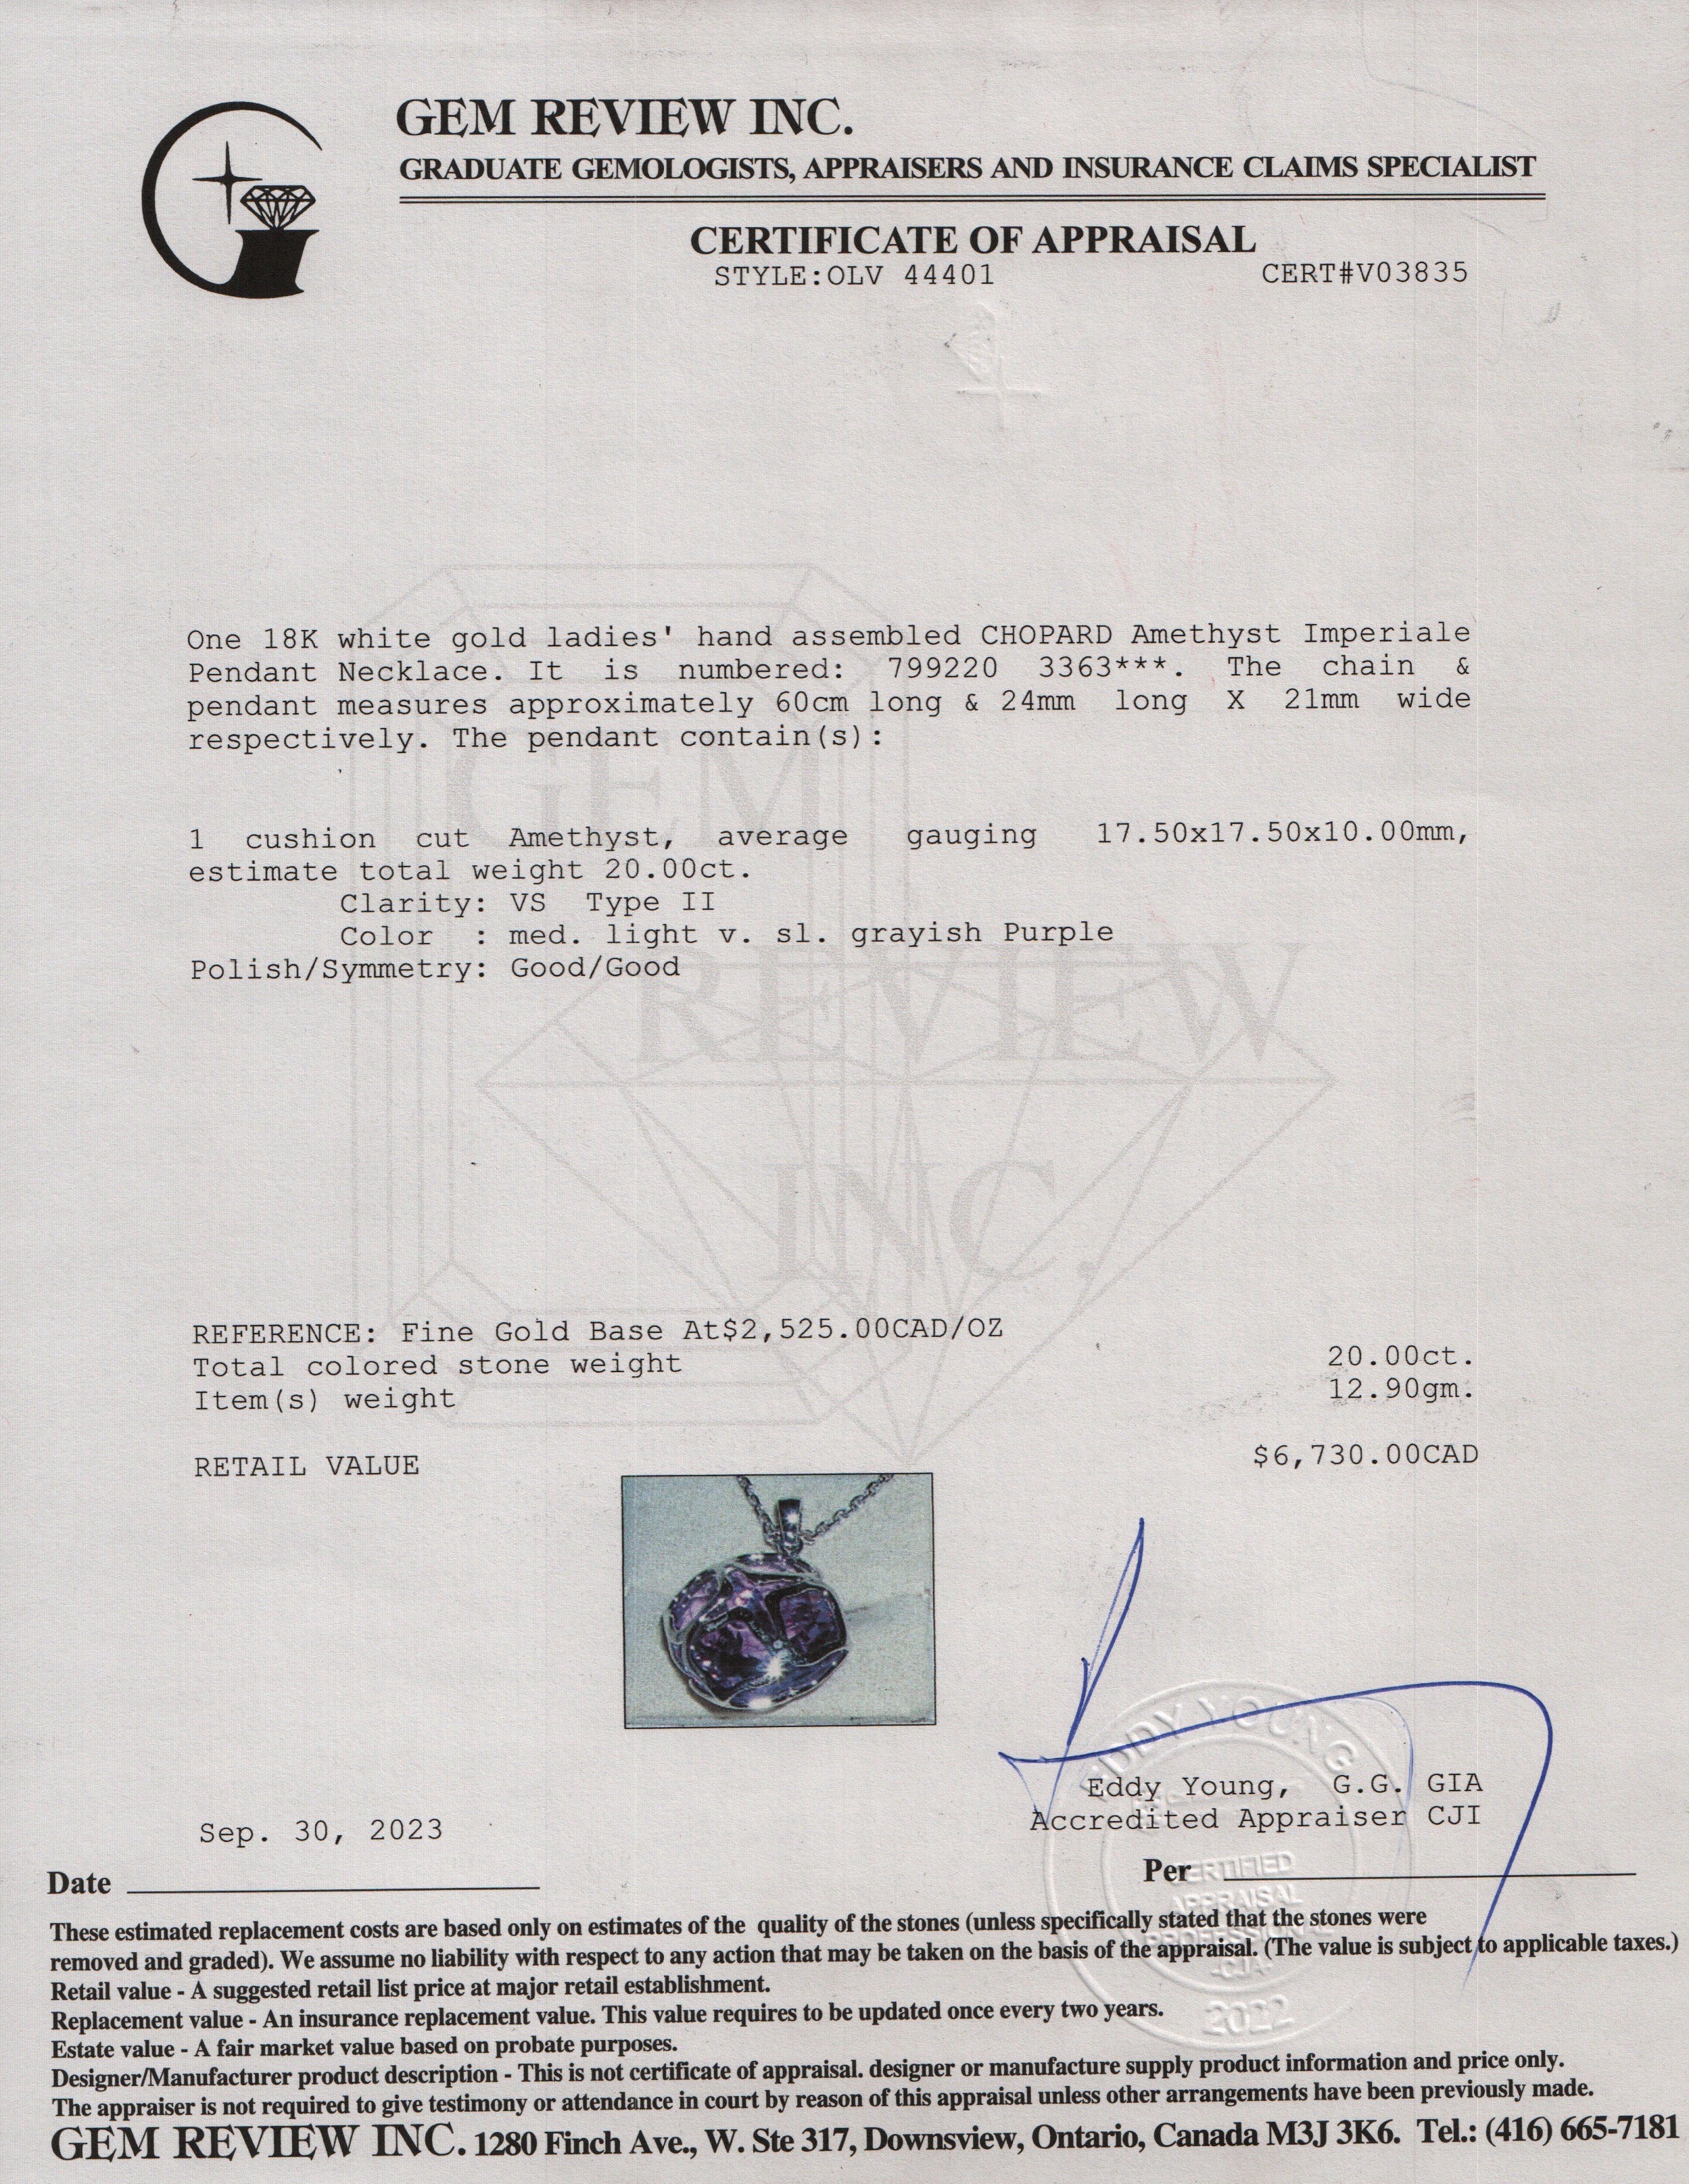 GEM REVIEW INC.
GRADUATE GEMOLOGISTS, APPRAISERS AND INSURANCE CLAIMS SPECIALIST
CERTIFICATE OF APPRAISAL
STYLE:OLV 44401 CERT#V03835
One 18K white gold ladies' hand assembled CHOPARD Amethyst Imperiale
Pendant Necklace. It is numbered: 799220 3363***. The chain &
pendant measures approximately 60cm long & 24mm long X 21mm wide
respectively. The pendant contain(s):
GEM
1 cushion cut Amethyst, average gauging 17.50x17.50x10.00mm,
estimate total weight 20.00ct.
Clarity: VS Type II
Color : med. light v. sl. grayish Purple
Polish/Symmetry: Good/Good
REVIEW
INC.
REFERENCE: Fine Gold Base At$2,525.00CAD/OZ
Total colored stone weight 20.00ct.
Item(s) weight 12.90gm.
RETAIL VALUE $6,730.00CAD
EDDY YOUNG
Eddy Young, G.G. GIA
Accredited Appraiser CJI
Sep. 30, 2023
Date
Per
CERTIFIED
APPRAISAL
PROFESSIONAL
-CJA-
2022
These estimated replacement costs are based only on estimates of the quality of the stones (unless specifically stated that the stones were
removed and graded). We assume no liability with respect to any action that may be taken on the basis of the appraisal. (The value is subject to applicable taxes.)
Retail value - A suggested retail list price at major retail establishment.
Replacement value - An insurance replacement value. This value requires to be updated once every two years.
Estate value - A fair market value based on probate purposes.
Designer/Manufacturer product description - This is not certificate of appraisal. designer or manufacture supply product information and price only.
The appraiser is not required to give testimony or attendance in court by reason of this appraisal unless other arrangements have been previously made.
GEM REVIEW INC. 1280 Finch Ave., W. Ste 317, Downsview, Ontario, Canada M3J 3K6. Tel.: (416) 665-7181